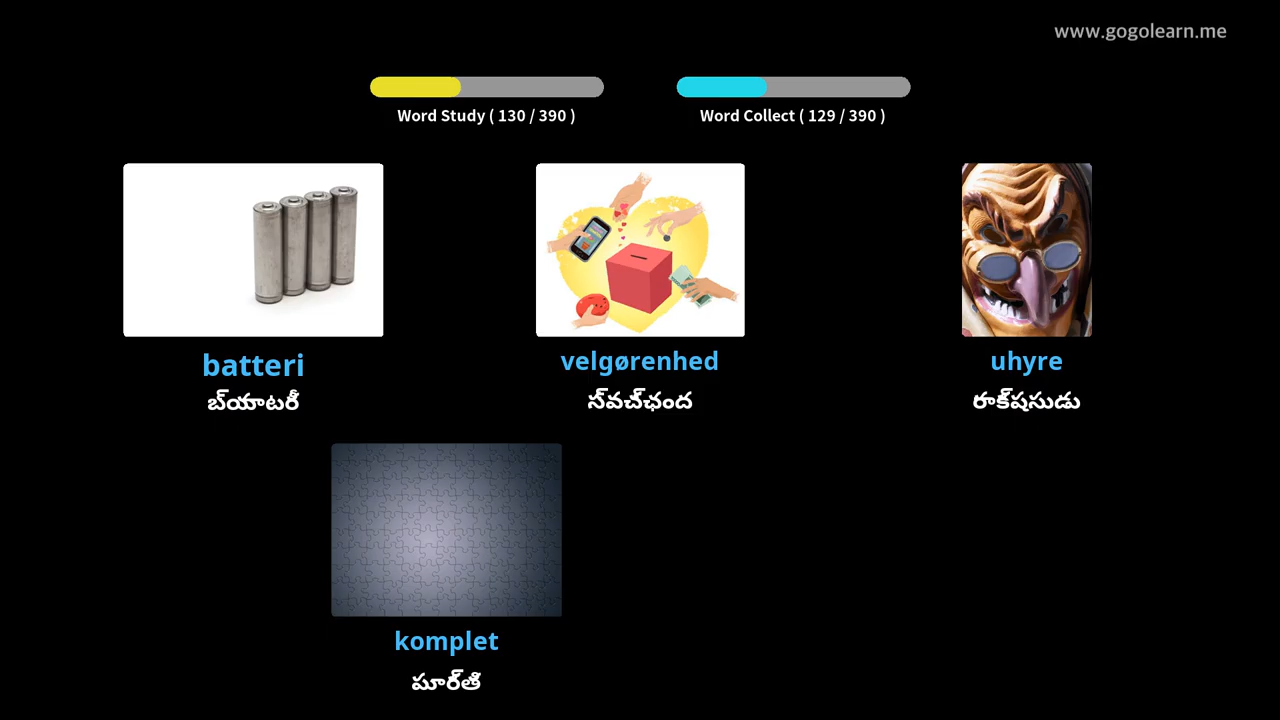 www.gogolearn.me
Word Study ( 130 / 390 )
Word Collect ( 129 / 390 )
batteri
బ్యాటరీ
velgørenhed
స్వచ్ఛంద
uhyre
రాక్షసుడు
komplet
పూర్తి